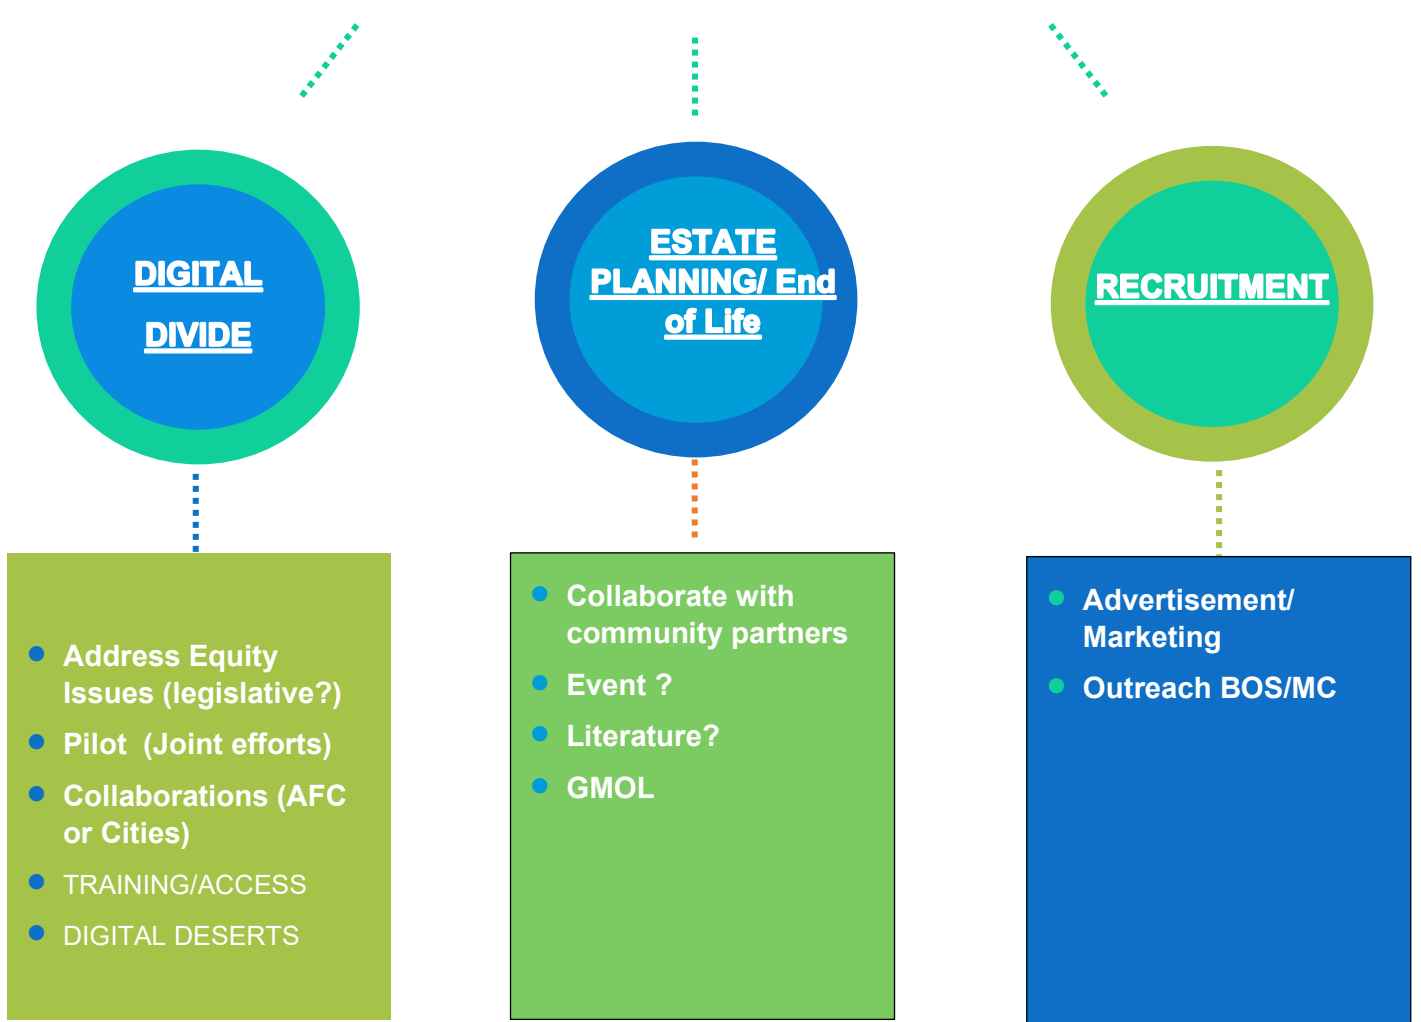 DIGITAL
DIVIDE
Address Equity
Issues (legislative?)
Pilot (Joint efforts)
Collaborations (AFC
or Cities)
TRAINING/ACCESS
DIGITAL DESERTS
ESTATE
PLANNING/ End
of Life
Collaborate with
community partners
Event ?
Literature?
GMOL
RECRUITMENT
Advertisement/
Marketing
Outreach BOS/MC